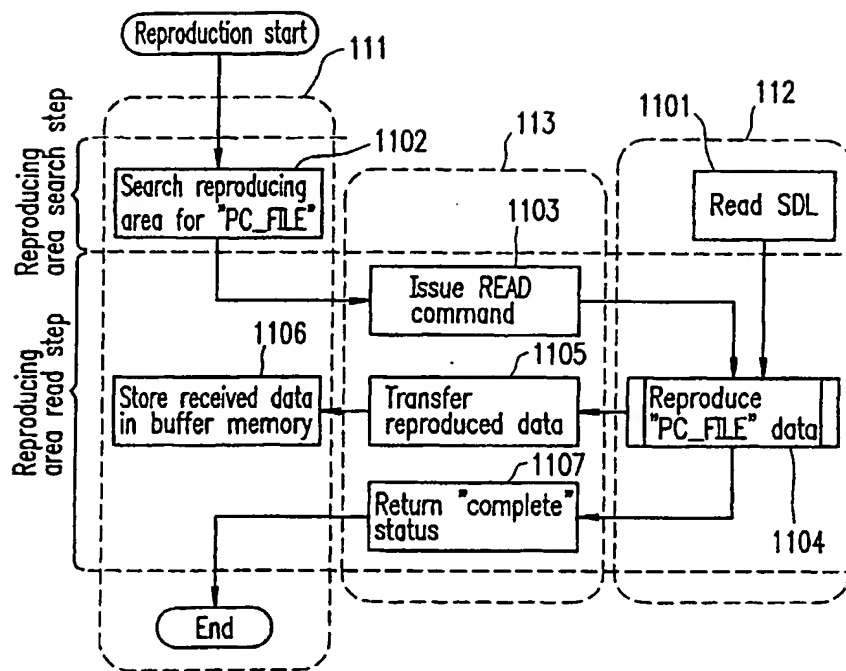 Reproduction start
111
1101
112
1102
113
Reproducing
area search step
Search reproducing
area for "PC_FILE"
1103
Read SDL
Issue READ
command
Reproducing
area read step
1106
1105
Store received data
in buffer memory
Transfer
reproduced data
Reproduce
"PC_FILE" data
1107
Return "complete"
status
1104
End